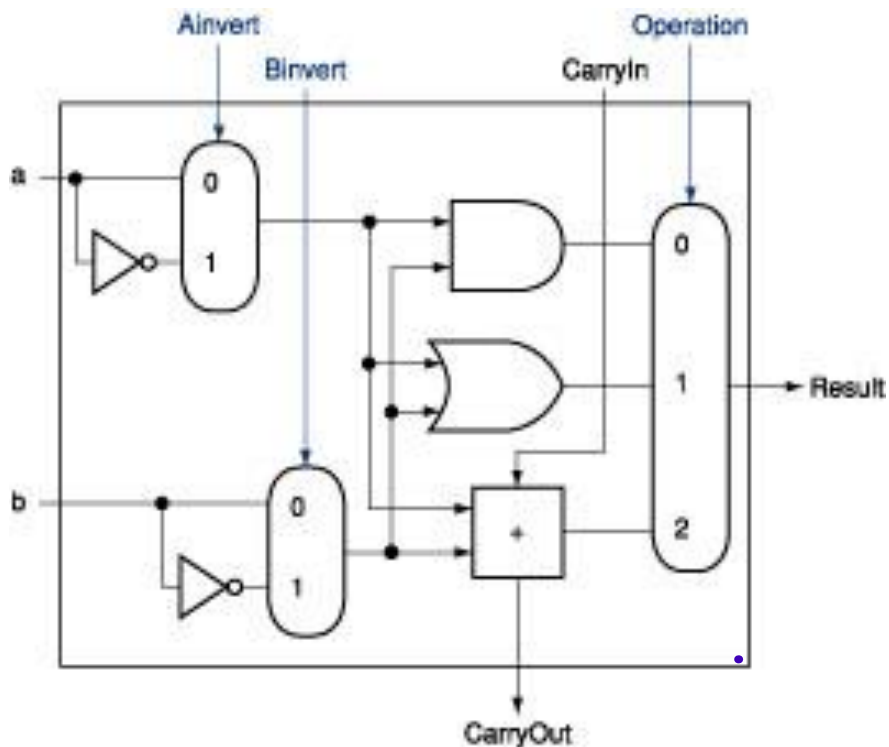 Ainvert
Operation
Binvert
CarryIn
a
0
1
0
1
Result
b
0
1
+
2
CarryOut